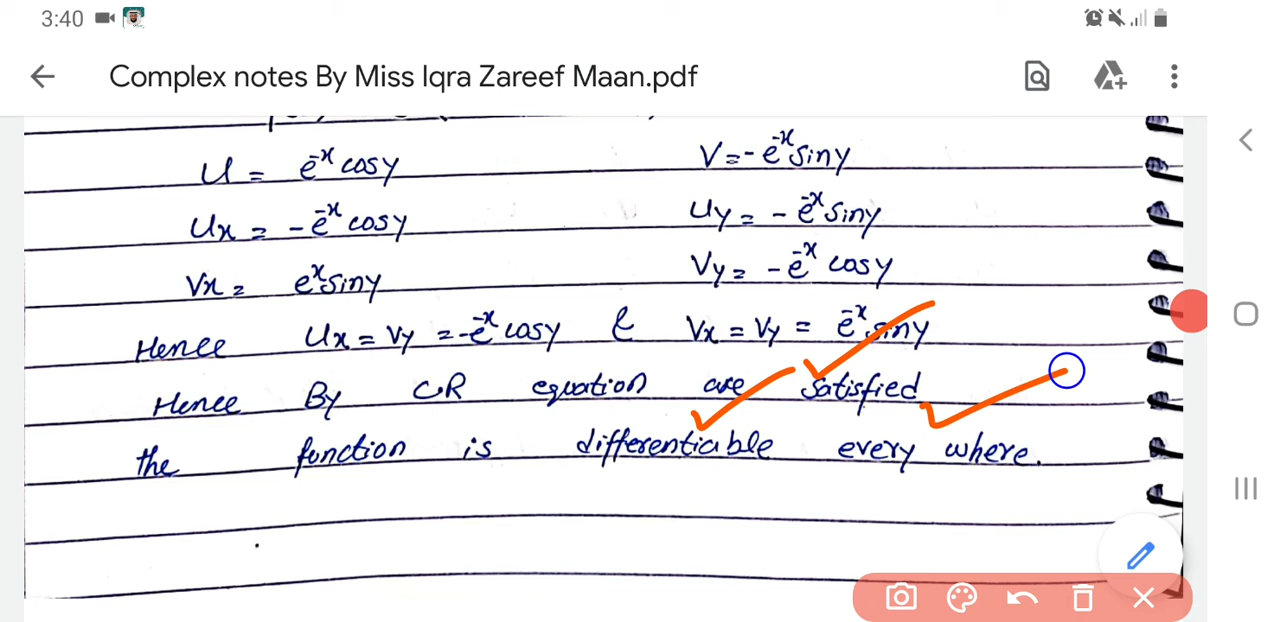 3:40
Complex notes By Miss Iqra Zareef Maan.pdf
U = e^-x cosy V = -e^-x siny
Ux = -e^-x cosy Uy = -e^-x siny
Vx = e^-x siny Vy = -e^-x cosy
Hence Ux = Vy = -e^-x cosy & Vx = Vy = e^-x siny
Hence By CR equation are satisfied
the function is differentiable every where.